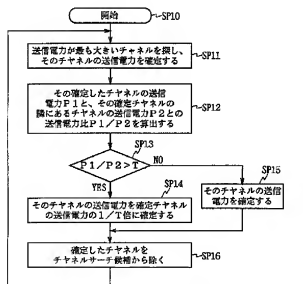 開始
SP10
送信電力が最も大きいチャネルを探し、
そのチャネルの送信電力を確定する
SP11
その確定したチャネルの送信
電力P1と、その確定チャネルの
隣にあるチャネルの送信電力P2との
送信電力比P1/P2を算出する
SP12
P1/P2>T
SP13
NO
YES
SP14
そのチャネルの送信電力を確定チャネル
の送信電力の1/T倍に確定する
SP15
そのチャネルの送信
電力を確定する
確定したチャネルを
チャネルサーチ候補から除く
SP16